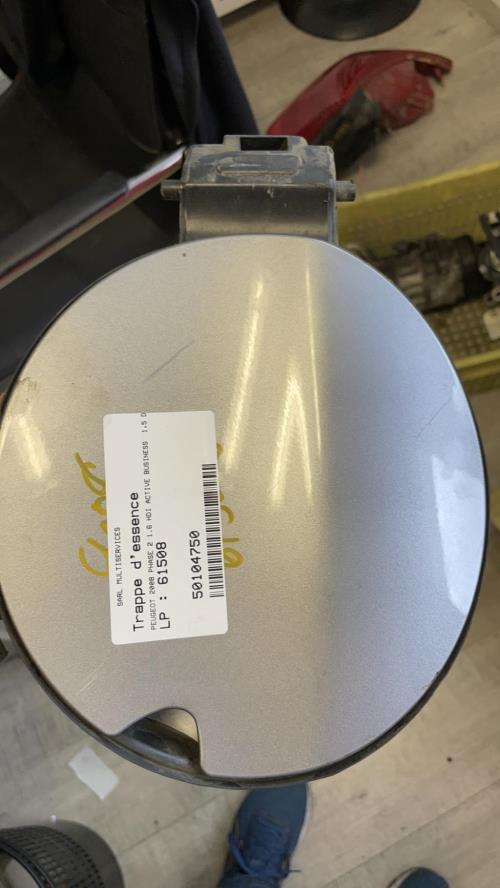 SARL MULTISERVICES
Trappe d'essence
PEUGEOT 2008 PHASE 2 1.6 HDI ACTIVE BUSINESS 1.5 D
LP : 61508
50104750